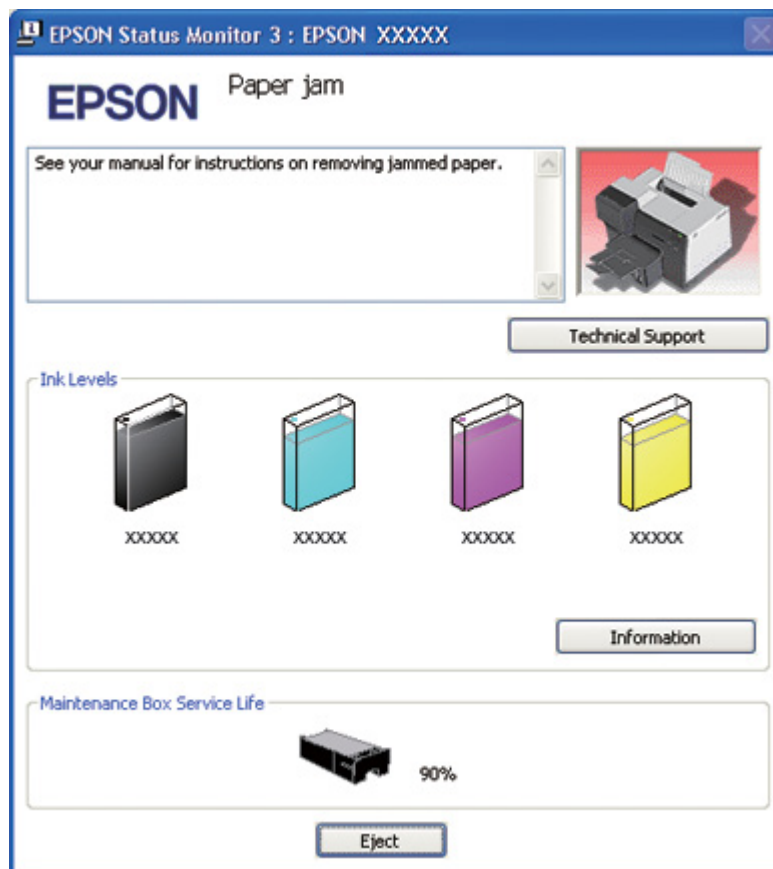 EPSON Status Monitor 3 : EPSON XXXXX
EPSON
Paper jam
See your manual for instructions on removing jammed paper.
Technical Support
Ink Levels
XXXXX XXXXX XXXXX XXXXX
Information
Maintenance Box Service Life
90%
Eject